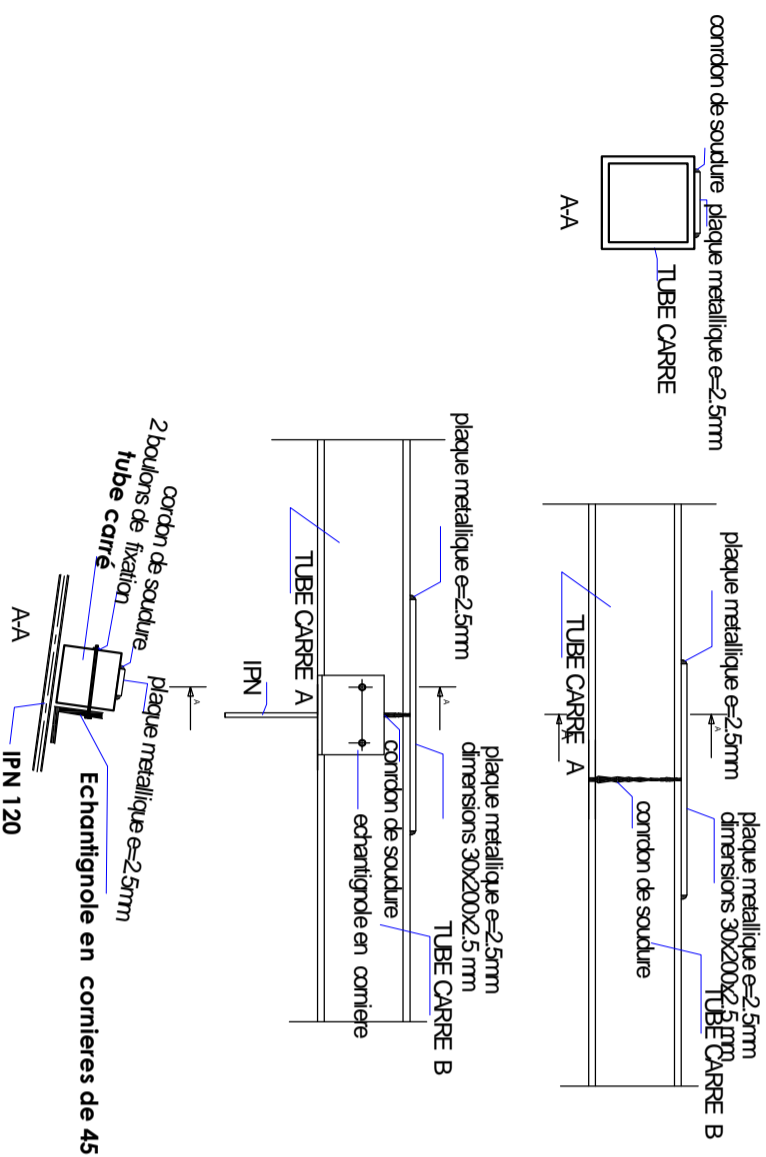 conrdon de soudure
plaque metallique e=2.5mm
TUBE CARRE
A-A
plaque metallique e=2.5mm
plaque metallique e=2.5mm
dimensions 30x200x2.5 mm
TUBE CARRE B
A
A
TUBE CARRE A
conrdon de soudure
plaque metallique e=2.5mm
plaque metallique e=2.5mm
dimensions 30x200x2.5 mm
TUBE CARRE B
A
A
TUBE CARRE A
conrdon de soudure
echantignole en corniere
IPN
cordon de soudure
2 boulons de fixation
tube carré
plaque metallique e=2.5mm
Echantignole en cornieres de 45
A-A
IPN 120